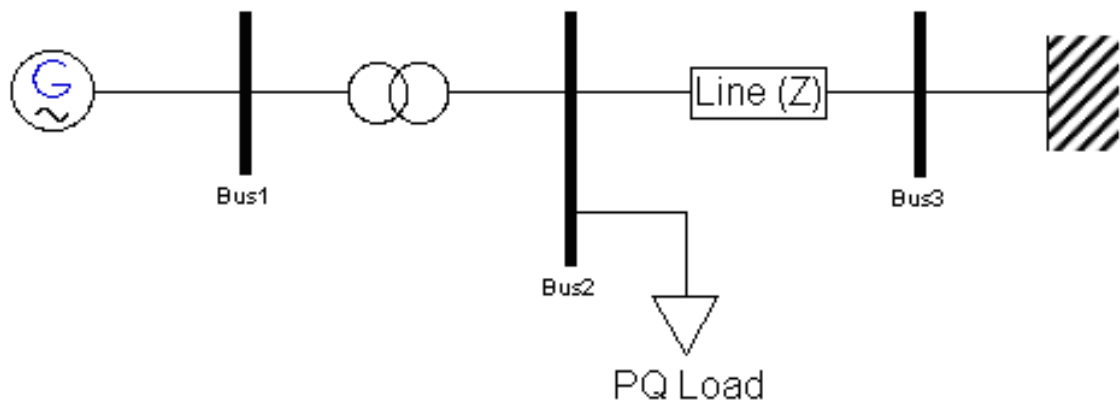 G
Line (Z)
Bus1
Bus3
Bus2
PQ Load